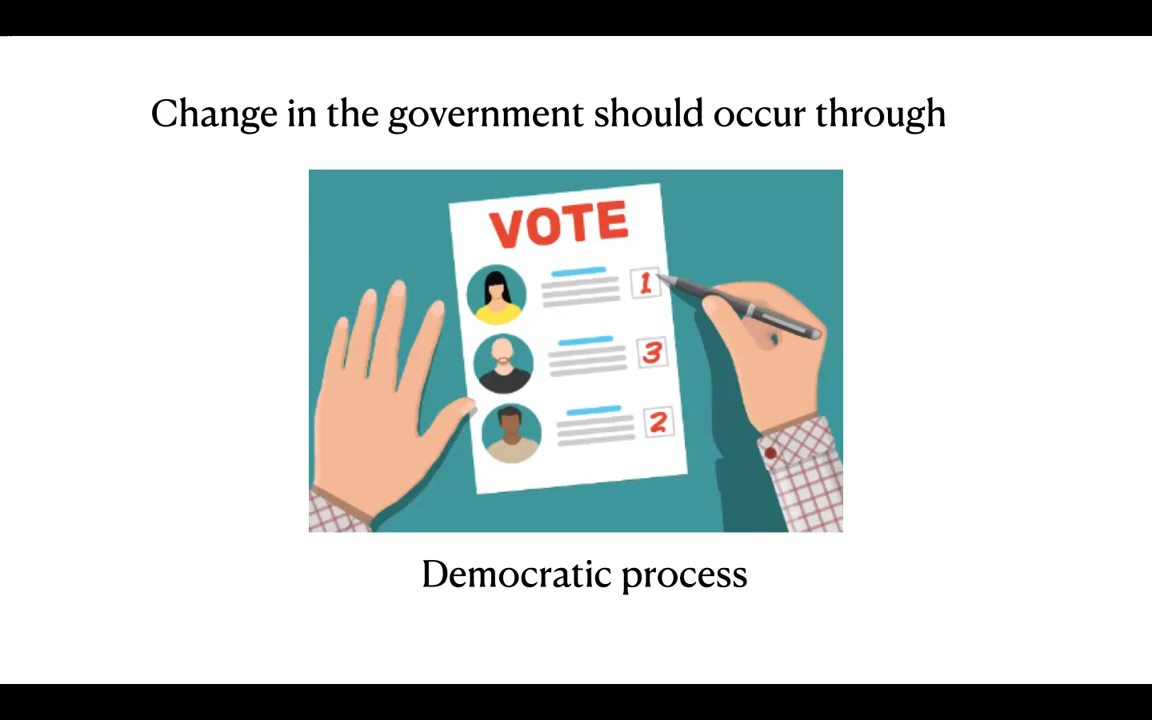 Change in the government should occur through
VOTE
1
3
2
Democratic process